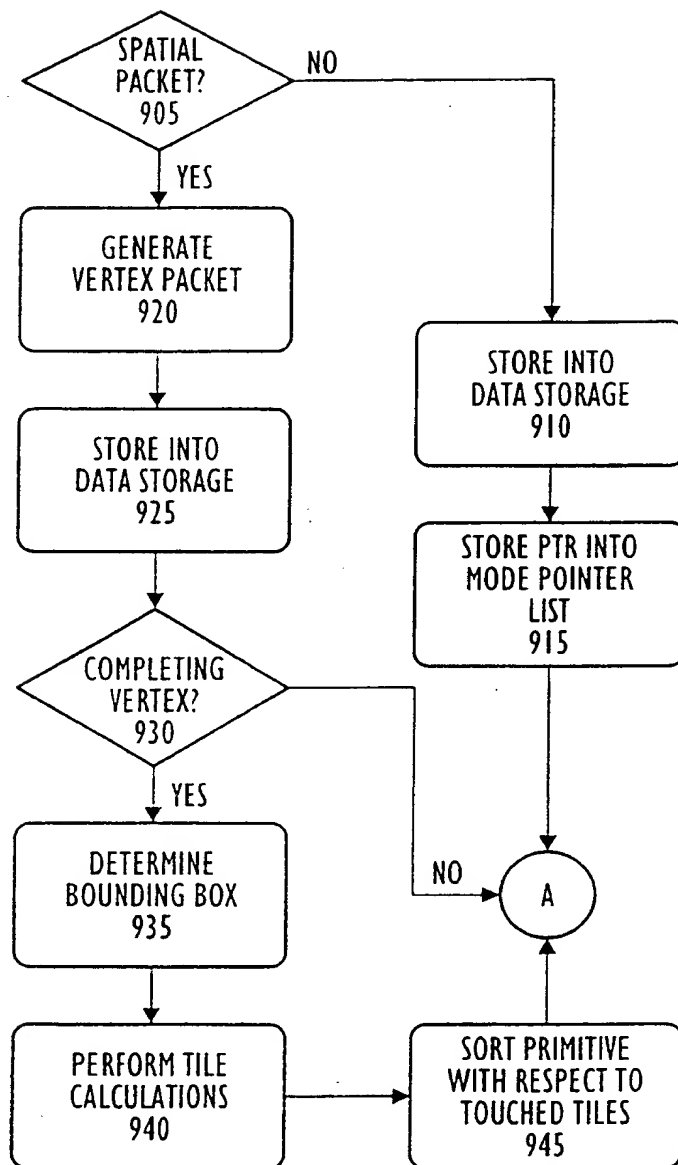 SPATIAL
PACKET?
905
NO
YES
GENERATE
VERTEX PACKET
920
STORE INTO
DATA STORAGE
910
STORE INTO
DATA STORAGE
925
STORE PTR INTO
MODE POINTER
LIST
915
COMPLETING
VERTEX?
930
YES
NO
A
DETERMINE
BOUNDING BOX
935
PERFORM TILE
CALCULATIONS
940
SORT PRIMITIVE
WITH RESPECT TO
TOUCHED TILES
945